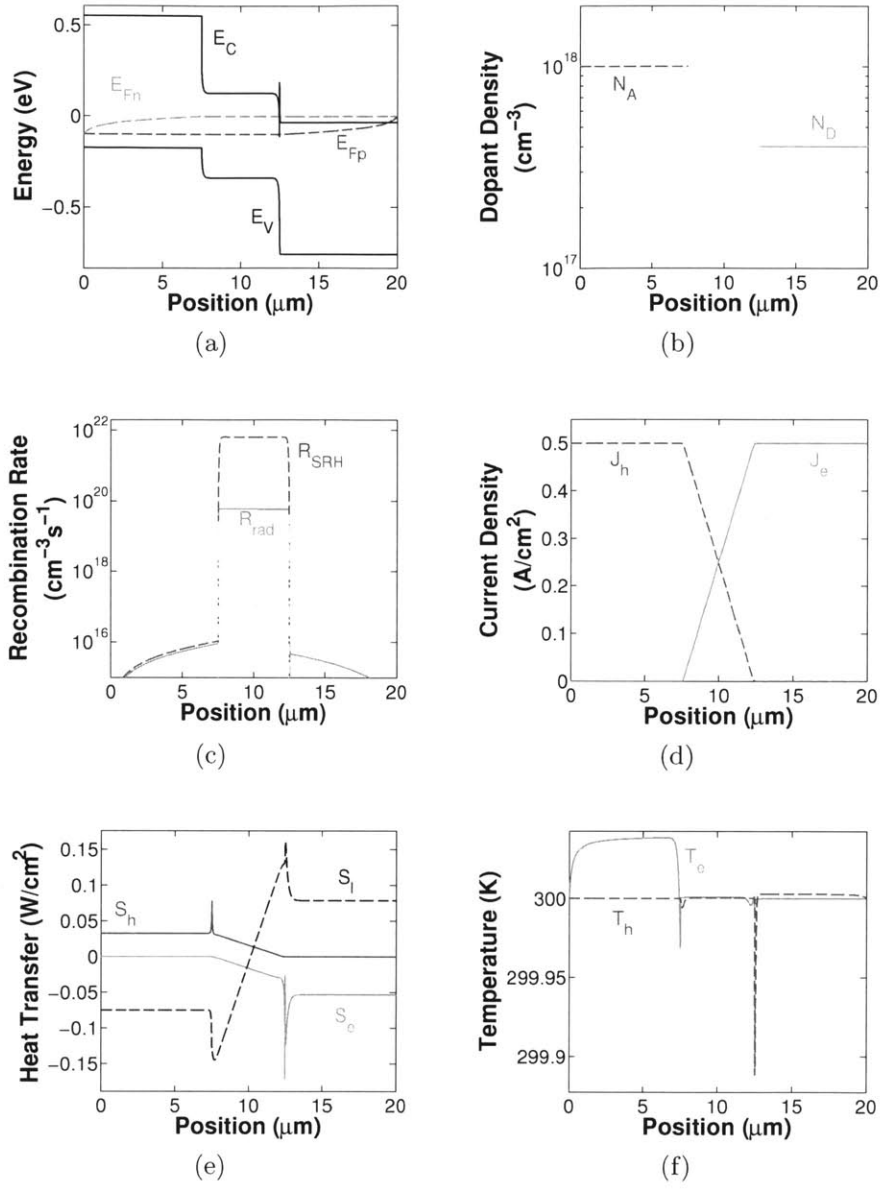 0.5
0
−0.5
Energy (eV)
E_C
E_Fn
E_Fp
E_V
0 5 10 15 20
Position (μm)
(a)
10^18
10^17
Dopant Density
(cm^−3)
N_A
N_D
0 5 10 15 20
Position (μm)
(b)
10^22
10^20
10^18
10^16
Recombination Rate
(cm^−3s^−1)
R_SRH
R_rad
0 5 10 15 20
Position (μm)
(c)
0.5
0.4
0.3
0.2
0.1
0
Current Density
(A/cm^2)
J_h
J_e
0 5 10 15 20
Position (μm)
(d)
0.15
0.1
0.05
0
−0.05
−0.1
−0.15
Heat Transfer (W/cm^2)
S_h
S_l
S_e
0 5 10 15 20
Position (μm)
(e)
300
299.95
299.9
Temperature (K)
T_e
T_h
0 5 10 15 20
Position (μm)
(f)